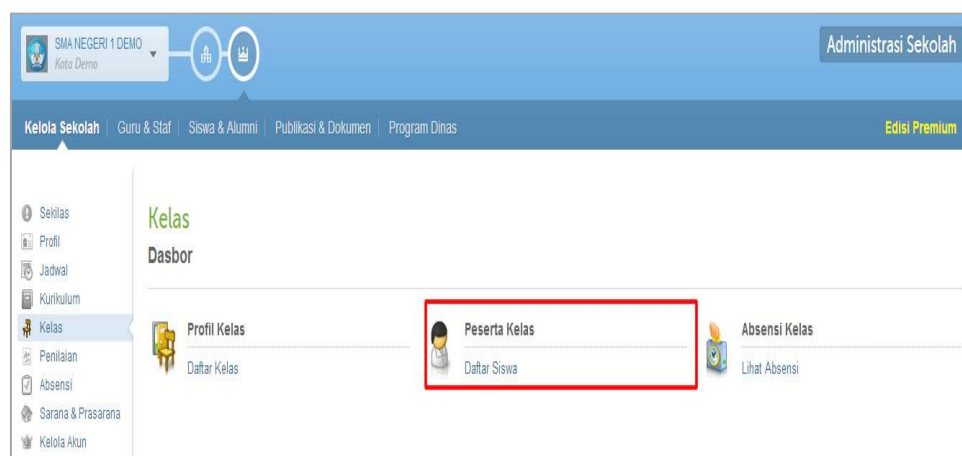 SMA NEGERI 1 DEMO
Kota Demo
Administrasi Sekolah
Kelola Sekolah
Guru & Staf
Siswa & Alumni
Publikasi & Dokumen
Program Dinas
Edisi Premium
Sekilas
Profil
Jadwal
Kurikulum
Kelas
Penilaian
Absensi
Sarana & Prasarana
Kelola Akun
Kelas
Dasbor
Profil Kelas
Daftar Kelas
Peserta Kelas
Daftar Siswa
Absensi Kelas
Lihat Absensi